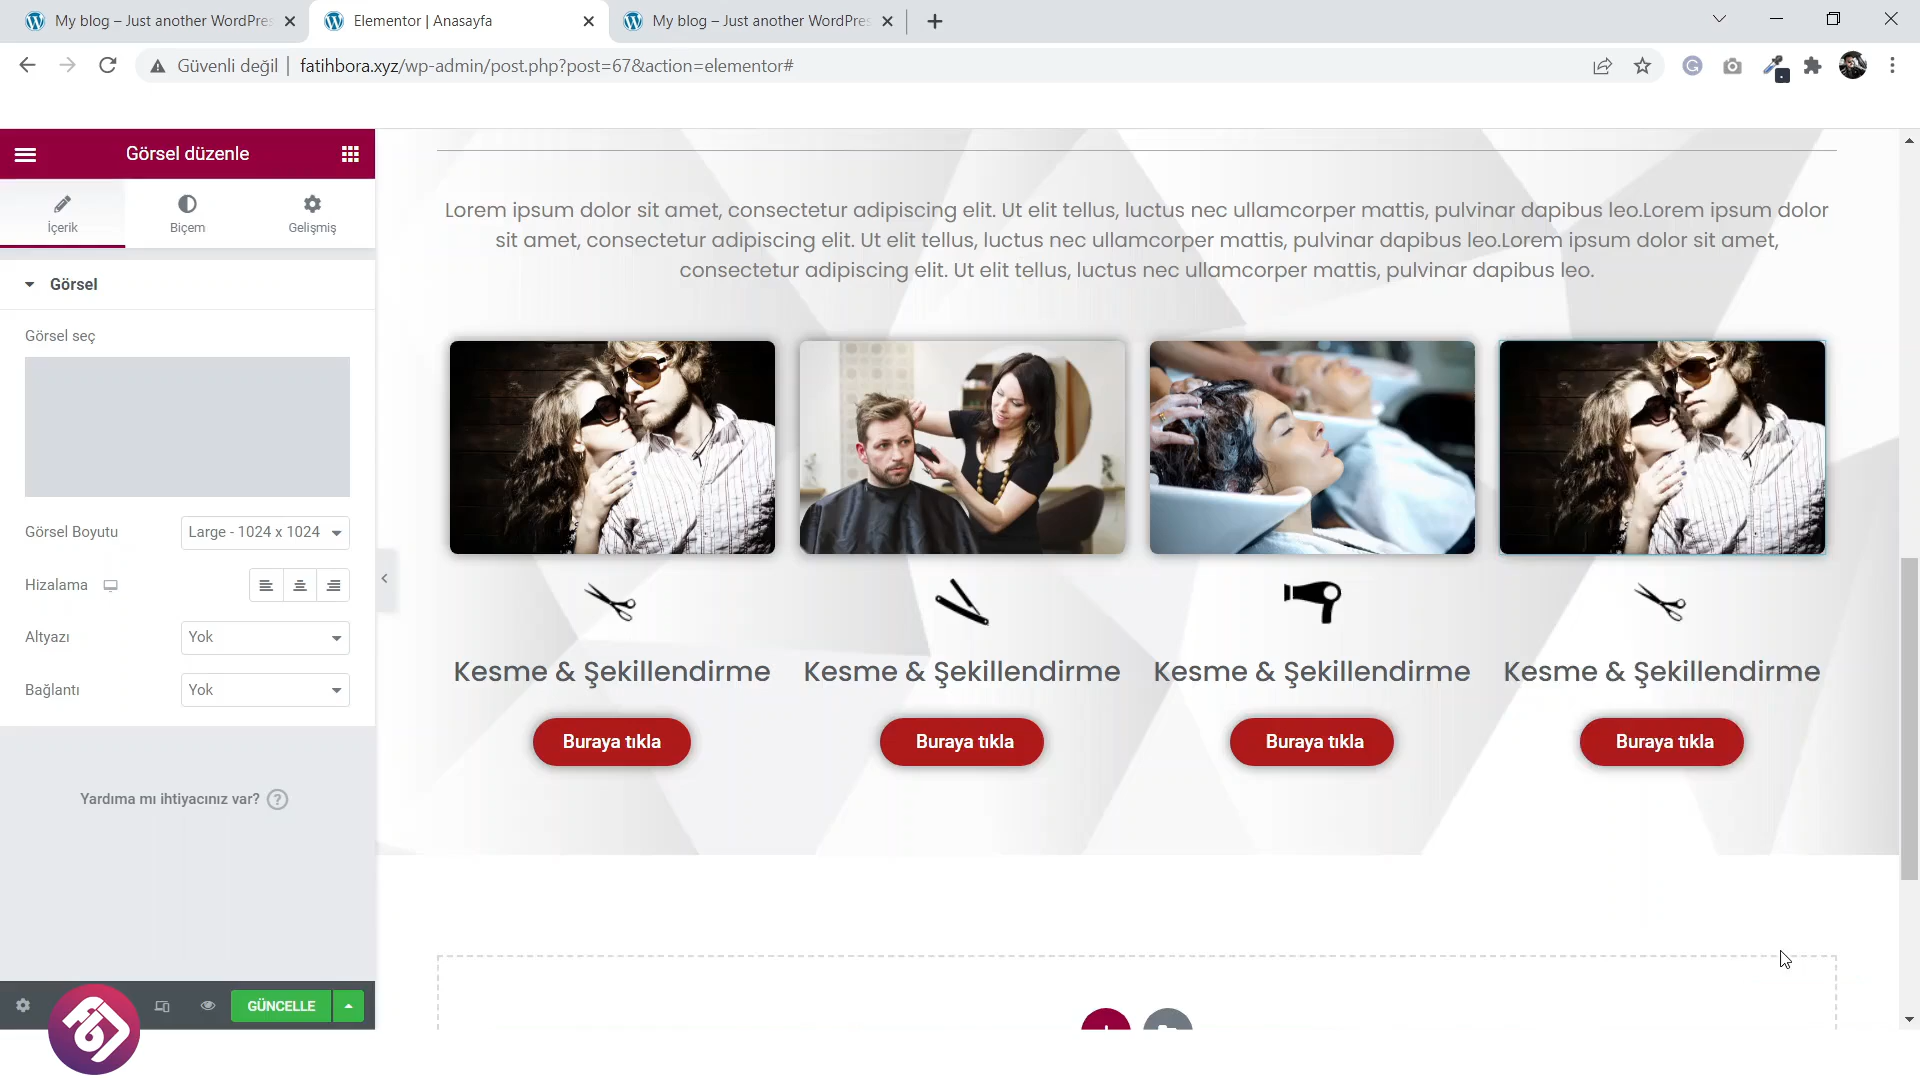 My blog – Just another WordPres
Elementor | Anasayfa
My blog – Just another WordPres
Güvenli değil
fatihbora.xyz/wp-admin/post.php?post=67&action=elementor#
Görsel düzenle
İçerik
Biçem
Gelişmiş
Görsel
Görsel seç
Görsel Boyutu
Large - 1024 x 1024
Hizalama
Altyazı
Yok
Bağlantı
Yok
Yardıma mı ihtiyacınız var?
GÜNCELLE
Lorem ipsum dolor sit amet, consectetur adipiscing elit. Ut elit tellus, luctus nec ullamcorper mattis, pulvinar dapibus leo.Lorem ipsum dolor
sit amet, consectetur adipiscing elit. Ut elit tellus, luctus nec ullamcorper mattis, pulvinar dapibus leo.Lorem ipsum dolor sit amet,
consectetur adipiscing elit. Ut elit tellus, luctus nec ullamcorper mattis, pulvinar dapibus leo.
Kesme & Şekillendirme
Kesme & Şekillendirme
Kesme & Şekillendirme
Kesme & Şekillendirme
Buraya tıkla
Buraya tıkla
Buraya tıkla
Buraya tıkla